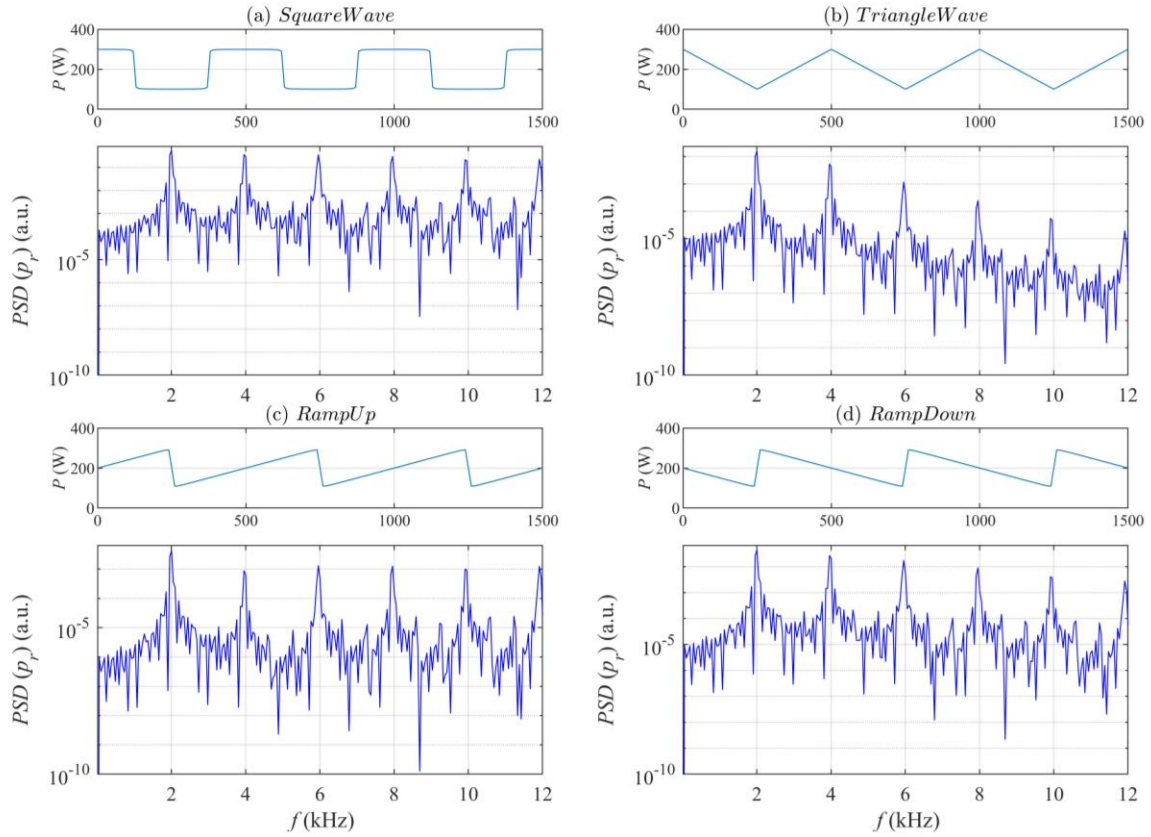 (a) SquareWave
(b) TriangleWave
400
200
0
P (W)
0 500 1000 1500
400
200
0
P (W)
0 500 1000 1500
PSD (p_r) (a.u.)
10^-5
10^-10
2 4 6 8 10 12
PSD (p_r) (a.u.)
10^-5
10^-10
2 4 6 8 10 12
(c) RampUp
(d) RampDown
400
200
0
P (W)
0 500 1000 1500
400
200
0
P (W)
0 500 1000 1500
PSD (p_r) (a.u.)
10^-5
10^-10
2 4 6 8 10 12
f (kHz)
PSD (p_r) (a.u.)
10^-5
10^-10
2 4 6 8 10 12
f (kHz)